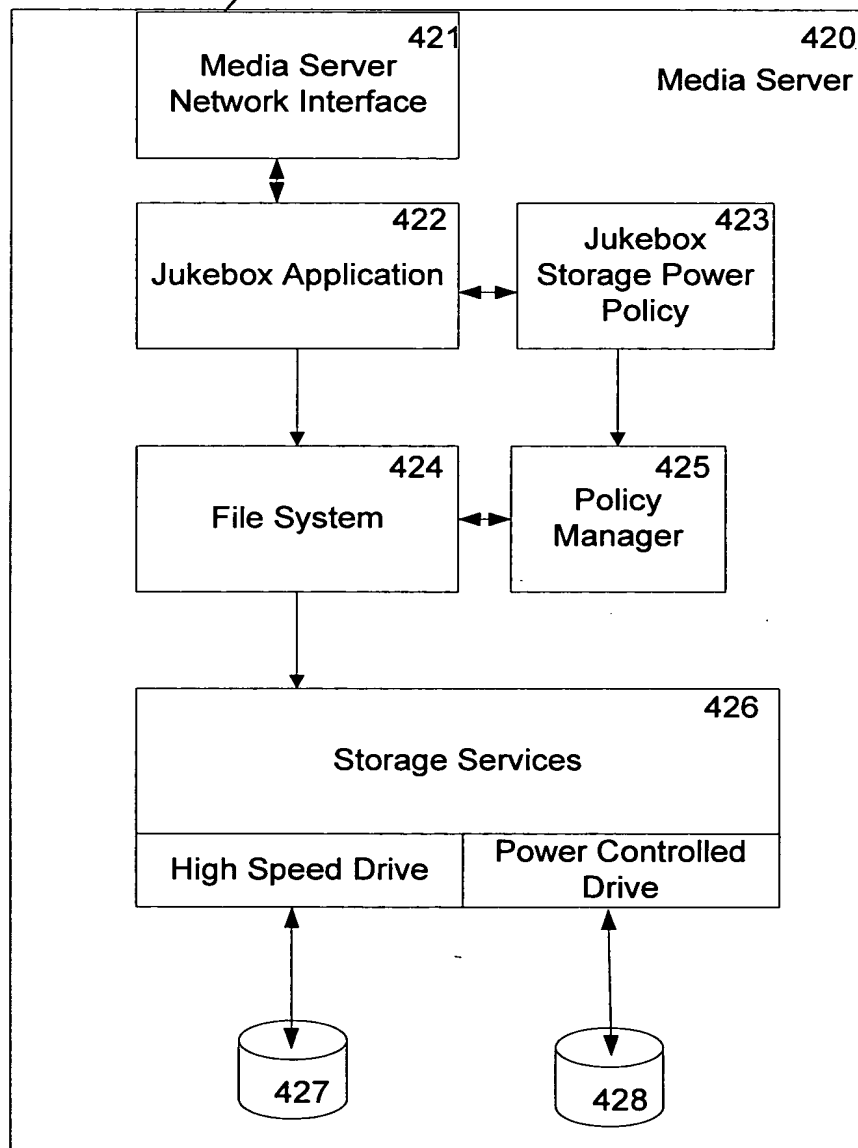 421
Media Server
Network Interface
420
Media Server
422
Jukebox Application
423
Jukebox
Storage Power
Policy
424
File System
425
Policy
Manager
426
Storage Services
High Speed Drive
Power Controlled
Drive
427
428